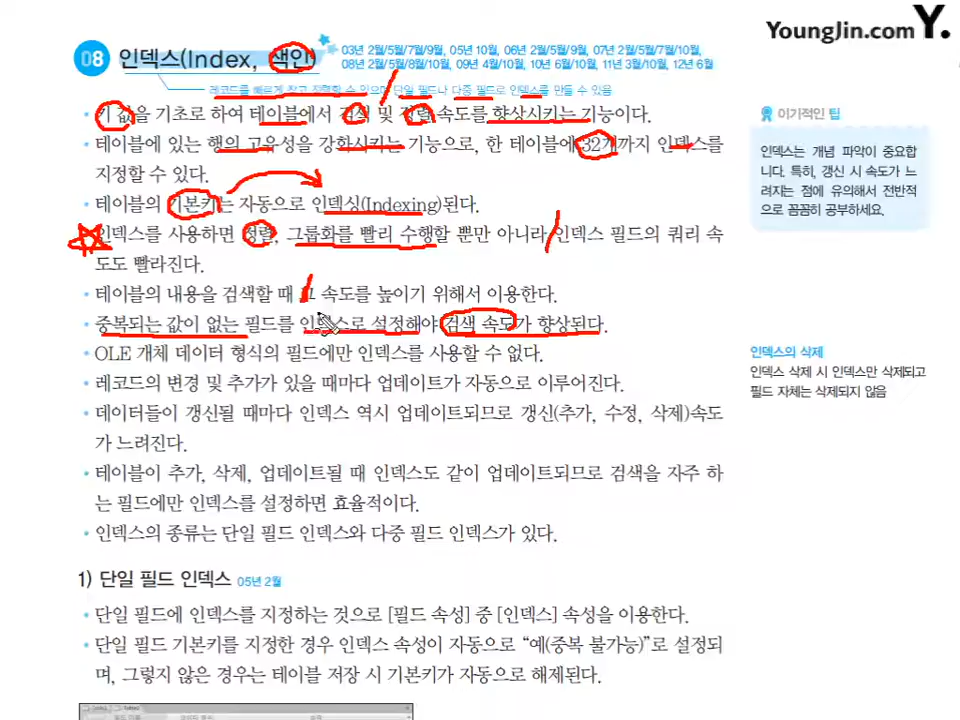 YoungJin.com Y.
08 인덱스(Index, 색인)
03년 2월/5월/7월/9월, 05년 10월, 06년 2월/5월/9월, 07년 2월/5월/7월/10월,
08년 2월/5월/8월/10월, 09년 4월/10월, 10년 6월/10월, 11년 3월/10월, 12년 6월
레코드를 빠르게 찾고 정렬할 수 있으며 단일 필드나 다중 필드로 인덱스를 만들 수 있음
• 키 값을 기초로 하여 테이블에서 검색 및 정렬 속도를 향상시키는 기능이다.
• 테이블에 있는 행의 고유성을 강화시키는 기능으로, 한 테이블에 32개까지 인덱스를
지정할 수 있다.
• 테이블의 기본키는 자동으로 인덱싱(Indexing)된다.
인덱스를 사용하면 정렬, 그룹화를 빨리 수행할 뿐만 아니라 인덱스 필드의 쿼리 속
도도 빨라진다.
• 테이블의 내용을 검색할 때 그 속도를 높이기 위해서 이용한다.
• 중복되는 값이 없는 필드를 인덱스로 설정해야 검색 속도가 향상된다.
• OLE 개체 데이터 형식의 필드에만 인덱스를 사용할 수 없다.
• 레코드의 변경 및 추가가 있을 때마다 업데이트가 자동으로 이루어진다.
• 데이터들이 갱신될 때마다 인덱스 역시 업데이트되므로 갱신(추가, 수정, 삭제)속도
가 느려진다.
• 테이블이 추가, 삭제, 업데이트될 때 인덱스도 같이 업데이트되므로 검색을 자주 하
는 필드에만 인덱스를 설정하면 효율적이다.
• 인덱스의 종류는 단일 필드 인덱스와 다중 필드 인덱스가 있다.
1) 단일 필드 인덱스 05년 2월
• 단일 필드에 인덱스를 지정하는 것으로 [필드 속성] 중 [인덱스] 속성을 이용한다.
• 단일 필드 기본키를 지정한 경우 인덱스 속성이 자동으로 “예(중복 불가능)”로 설정되
며, 그렇지 않은 경우는 테이블 저장 시 기본키가 자동으로 해제된다.
이기적인 팁
인덱스는 개념 파악이 중요합
니다. 특히, 갱신 시 속도가 느
려지는 점에 유의해서 전반적
으로 꼼꼼히 공부하세요.
인덱스의 삭제
인덱스 삭제 시 인덱스만 삭제되고
필드 자체는 삭제되지 않음